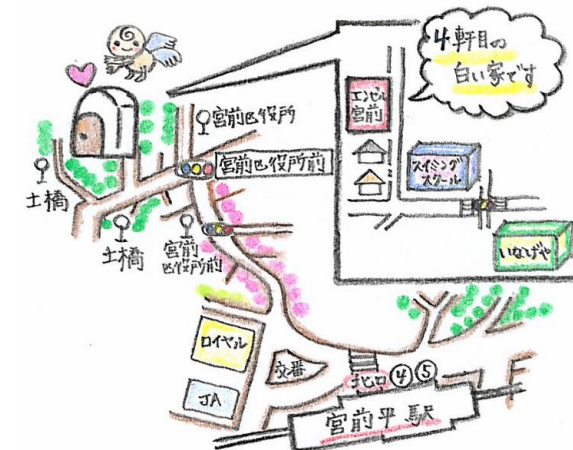 4軒目の
白い家です
エンゼル
宮前
スイミング
スクール
いなげや
宮前区役所
宮前区役所前
土橋
土橋
宮前
区役所前
ロイヤル
JA
交番
北口
④⑤
宮前平駅